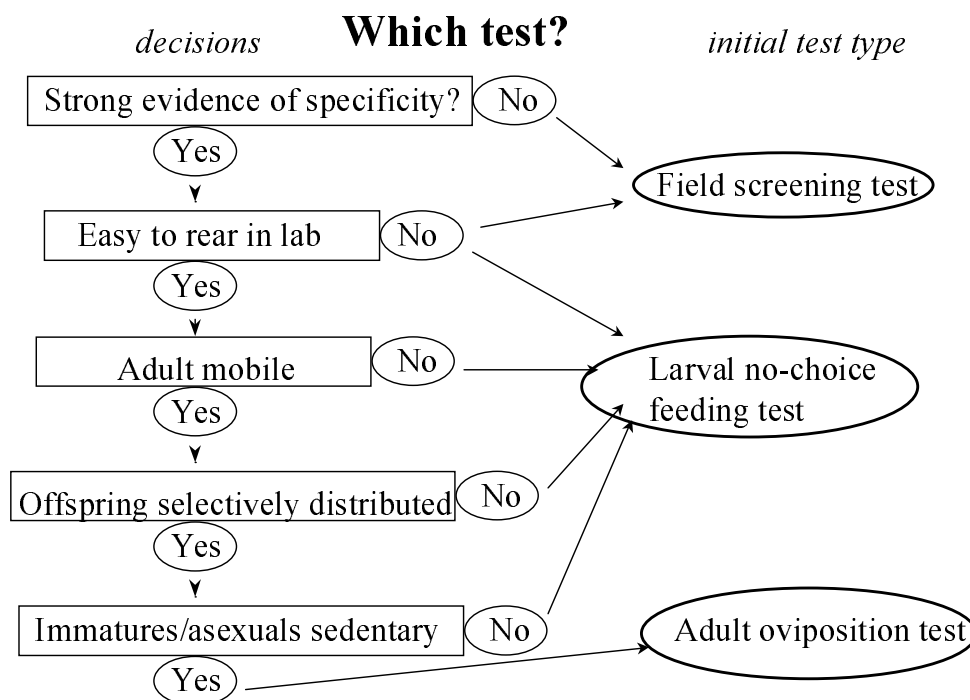 Which test?
decisions
initial test type
Strong evidence of specificity?
No
Yes
Field screening test
Easy to rear in lab
No
Yes
Adult mobile
No
Larval no-choice
feeding test
Yes
Offspring selectively distributed
No
Yes
Immatures/asexuals sedentary
No
Adult oviposition test
Yes